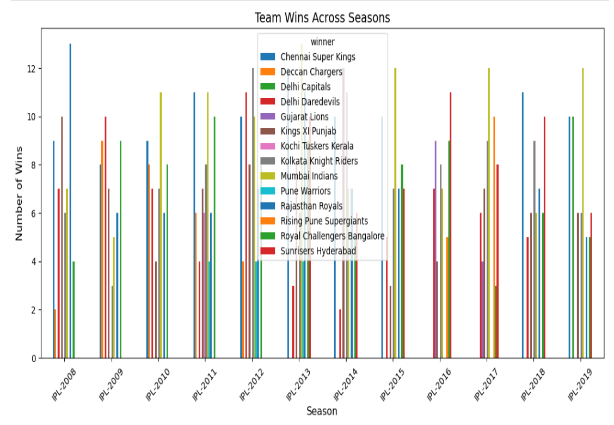 Team Wins Across Seasons
Number of Wins
12
10
8
6
4
2
0
winner
Chennai Super Kings
Deccan Chargers
Delhi Capitals
Delhi Daredevils
Gujarat Lions
Kings XI Punjab
Kochi Tuskers Kerala
Kolkata Knight Riders
Mumbai Indians
Pune Warriors
Rajasthan Royals
Rising Pune Supergiants
Royal Challengers Bangalore
Sunrisers Hyderabad
IPL-2008
IPL-2009
IPL-2010
IPL-2011
IPL-2012
IPL-2013
IPL-2014
IPL-2015
IPL-2016
IPL-2017
IPL-2018
IPL-2019
Season